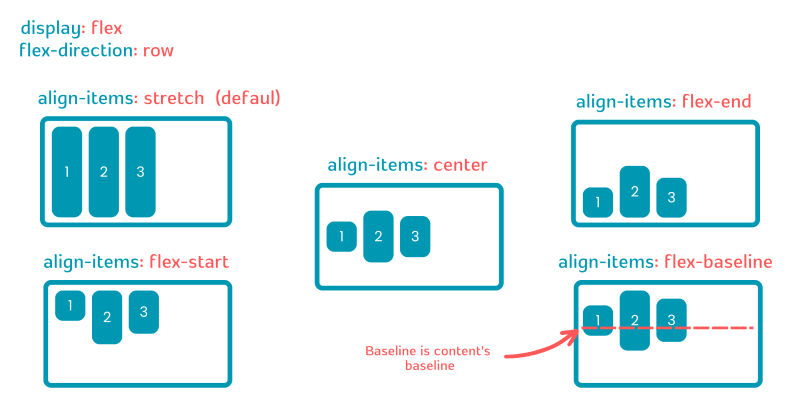 display: flex
flex-direction: row
align-items: stretch (defaul)
1 2 3
align-items: flex-start
1 2 3
align-items: center
1 2 3
Baseline is content's
baseline
align-items: flex-end
1 2 3
align-items: flex-baseline
1 2 3